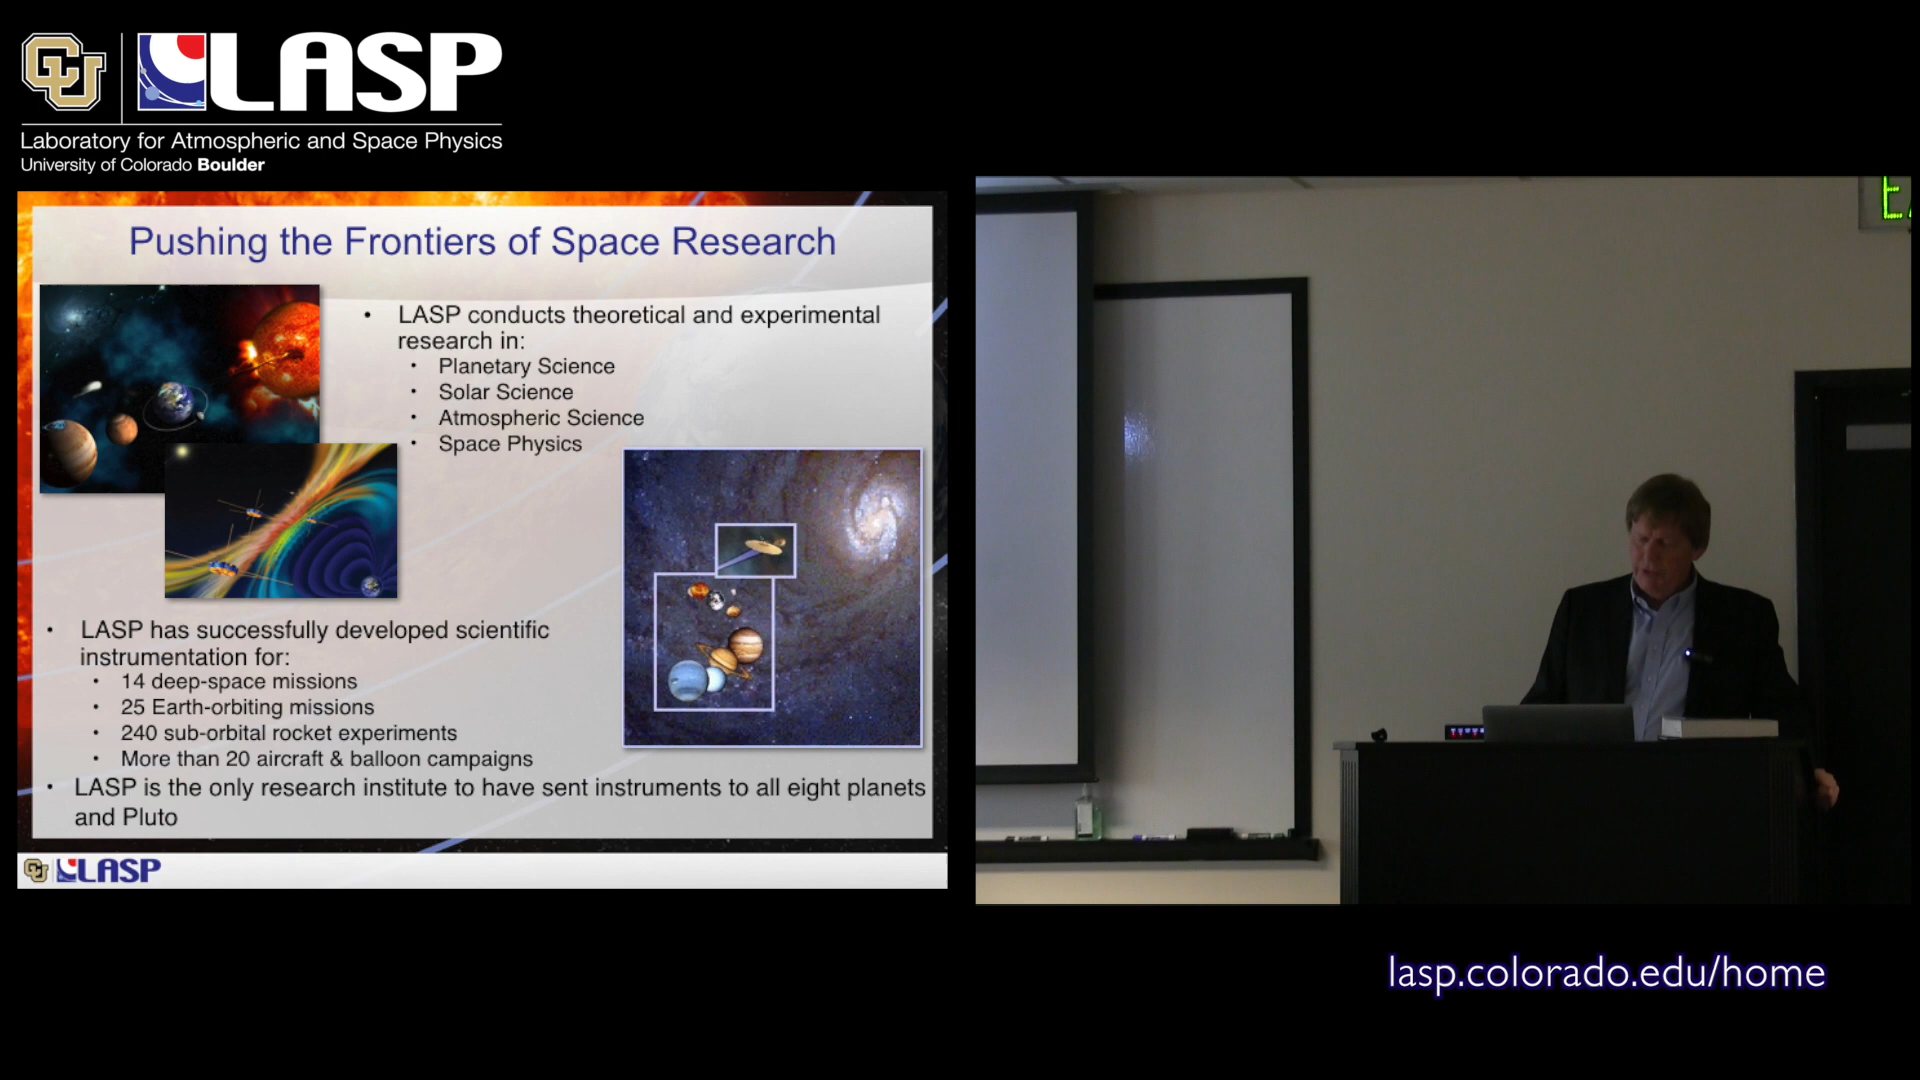 CU LASP
Laboratory for Atmospheric and Space Physics
University of Colorado Boulder
Pushing the Frontiers of Space Research
• LASP conducts theoretical and experimental
research in:
• Planetary Science
• Solar Science
• Atmospheric Science
• Space Physics
• LASP has successfully developed scientific
instrumentation for:
• 14 deep-space missions
• 25 Earth-orbiting missions
• 240 sub-orbital rocket experiments
• More than 20 aircraft & balloon campaigns
• LASP is the only research institute to have sent instruments to all eight planets
and Pluto
CU LASP
lasp.colorado.edu/home